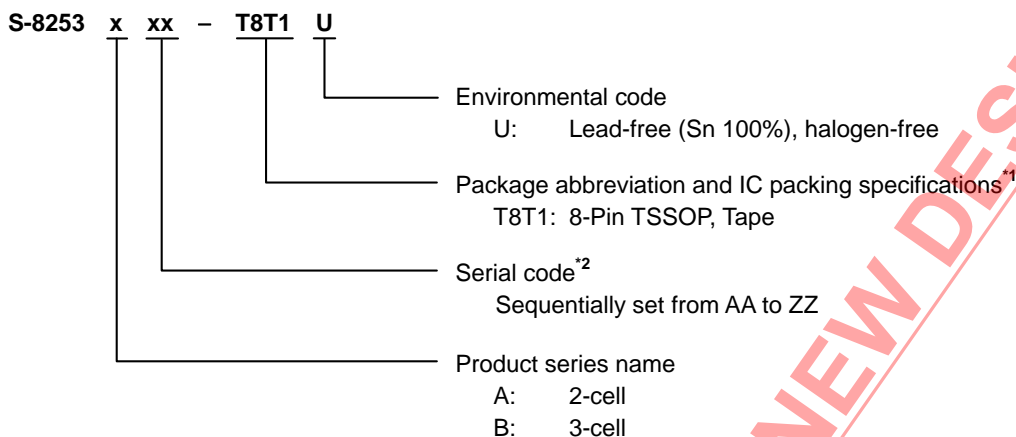 S-8253 x xx – T8T1 U
Environmental code
U: Lead-free (Sn 100%), halogen-free
Package abbreviation and IC packing specifications*1
T8T1: 8-Pin TSSOP, Tape
Serial code*2
Sequentially set from AA to ZZ
Product series name
A: 2-cell
B: 3-cell
NEW DES